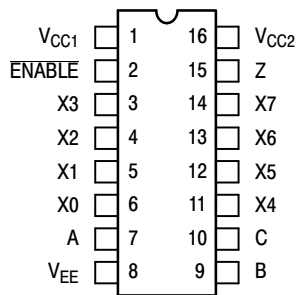 VCC1 1 16 VCC2
ENABLE 2 15 Z
X3 3 14 X7
X2 4 13 X6
X1 5 12 X5
X0 6 11 X4
A 7 10 C
VEE 8 9 B